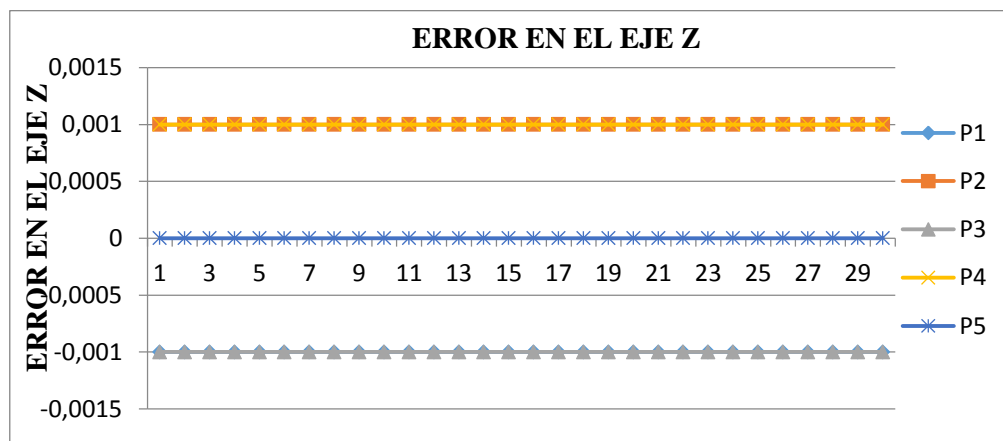 ERROR EN EL EJE Z
ERROR EN EL EJE Z
0,0015
0,001
0,0005
0
-0,0005
-0,001
-0,0015
1 3 5 7 9 11 13 15 17 19 21 23 25 27 29
P1
P2
P3
P4
P5